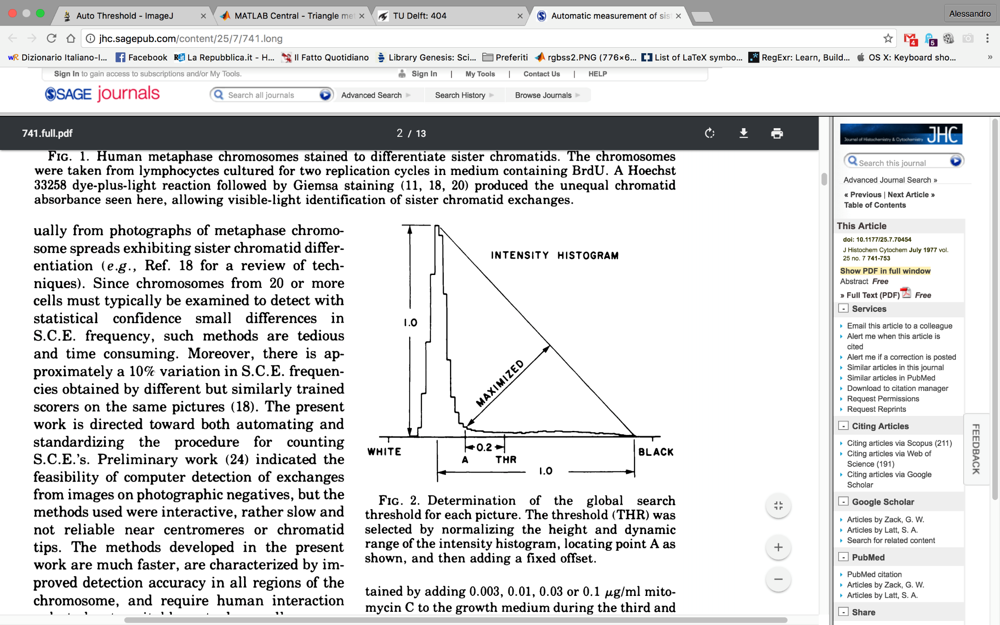 Auto Threshold - ImageJ
MATLAB Central - Triangle met
TU Delft: 404
Automatic measurement of sist
Alessandro
jhc.sagepub.com/content/25/7/741.long
4
5
wR Dizionario Italiano-I...
Facebook
La Repubblica.it - H...
Il Fatto Quotidiano
Library Genesis: Sci...
Preferiti
rgbss2.PNG (776×6...
List of LaTeX symbo...
RegExr: Learn, Build...
OS X: Keyboard sho...
»
Sign In to gain access to subscriptions and/or My Tools.
Sign In | My Tools | Contact Us | HELP
SAGE journals
Search all journals
Advanced Search
Search History
Browse Journals
741.full.pdf
2 / 13
FIG. 1. Human metaphase chromosomes stained to differentiate sister chromatids. The chromosomes
were taken from lymphocyctes cultured for two replication cycles in medium containing BrdU. A Hoechst
33258 dye-plus-light reaction followed by Giemsa staining (11, 18, 20) produced the unequal chromatid
absorbance seen here, allowing visible-light identification of sister chromatid exchanges.
ually from photographs of metaphase chromo-
some spreads exhibiting sister chromatid differ-
entiation (e.g., Ref. 18 for a review of tech-
niques). Since chromosomes from 20 or more
cells must typically be examined to detect with
statistical confidence small differences in
S.C.E. frequency, such methods are tedious
and time consuming. Moreover, there is ap-
proximately a 10% variation in S.C.E. frequen-
cies obtained by different but similarly trained
scorers on the same pictures (18). The present
work is directed toward both automating and
standardizing the procedure for counting
S.C.E.'s. Preliminary work (24) indicated the
feasibility of computer detection of exchanges
from images on photographic negatives, but the
methods used were interactive, rather slow and
not reliable near centromeres or chromatid
tips. The methods developed in the present
work are much faster, are characterized by im-
proved detection accuracy in all regions of the
chromosome, and require human interaction
INTENSITY HISTOGRAM
1.0
MAXIMIZED
WHITE
0.2
BLACK
A
THR
1.0
FIG. 2. Determination of the global search
threshold for each picture. The threshold (THR) was
selected by normalizing the height and dynamic
range of the intensity histogram, locating point A as
shown, and then adding a fixed offset.
tained by adding 0.003, 0.01, 0.03 or 0.1 μg/ml mito-
mycin C to the growth medium during the third and
Journal of Histochemistry & Cytochemistry JHC
Search this journal
Advanced Journal Search »
« Previous | Next Article »
Table of Contents
This Article
doi: 10.1177/25.7.70454
J Histochem Cytochem July 1977 vol.
25 no. 7 741-753
Show PDF in full window
Abstract Free
» Full Text (PDF) Free
- Services
Email this article to a colleague
Alert me when this article is
cited
Alert me if a correction is posted
Similar articles in this journal
Similar articles in PubMed
Download to citation manager
Request Permissions
Request Reprints
- Citing Articles
Citing articles via Scopus (211)
Citing articles via Web of
Science (191)
Citing articles via Google
Scholar
- Google Scholar
Articles by Zack, G. W.
Articles by Latt, S. A.
Search for related content
- PubMed
PubMed citation
Articles by Zack, G. W.
Articles by Latt, S. A.
- Share
FEEDBACK